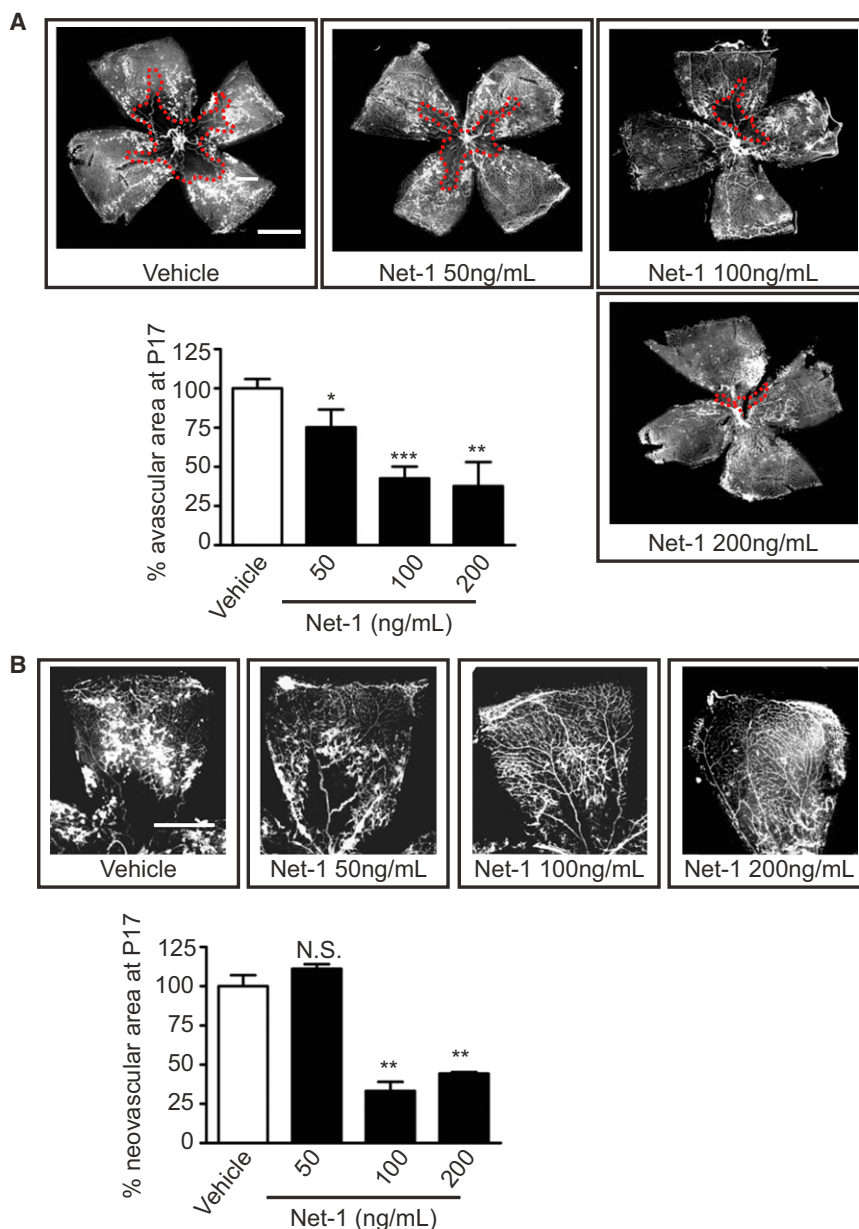 A
Vehicle
Net-1 50ng/mL
Net-1 100ng/mL
Net-1 200ng/mL
% avascular area at P17
125
100
75
50
25
0
*
***
**
Vehicle
50
100
200
Net-1 (ng/mL)
B
Vehicle
Net-1 50ng/mL
Net-1 100ng/mL
Net-1 200ng/mL
% neovascular area at P17
125
100
75
50
25
0
N.S.
**
**
Vehicle
50
100
200
Net-1 (ng/mL)